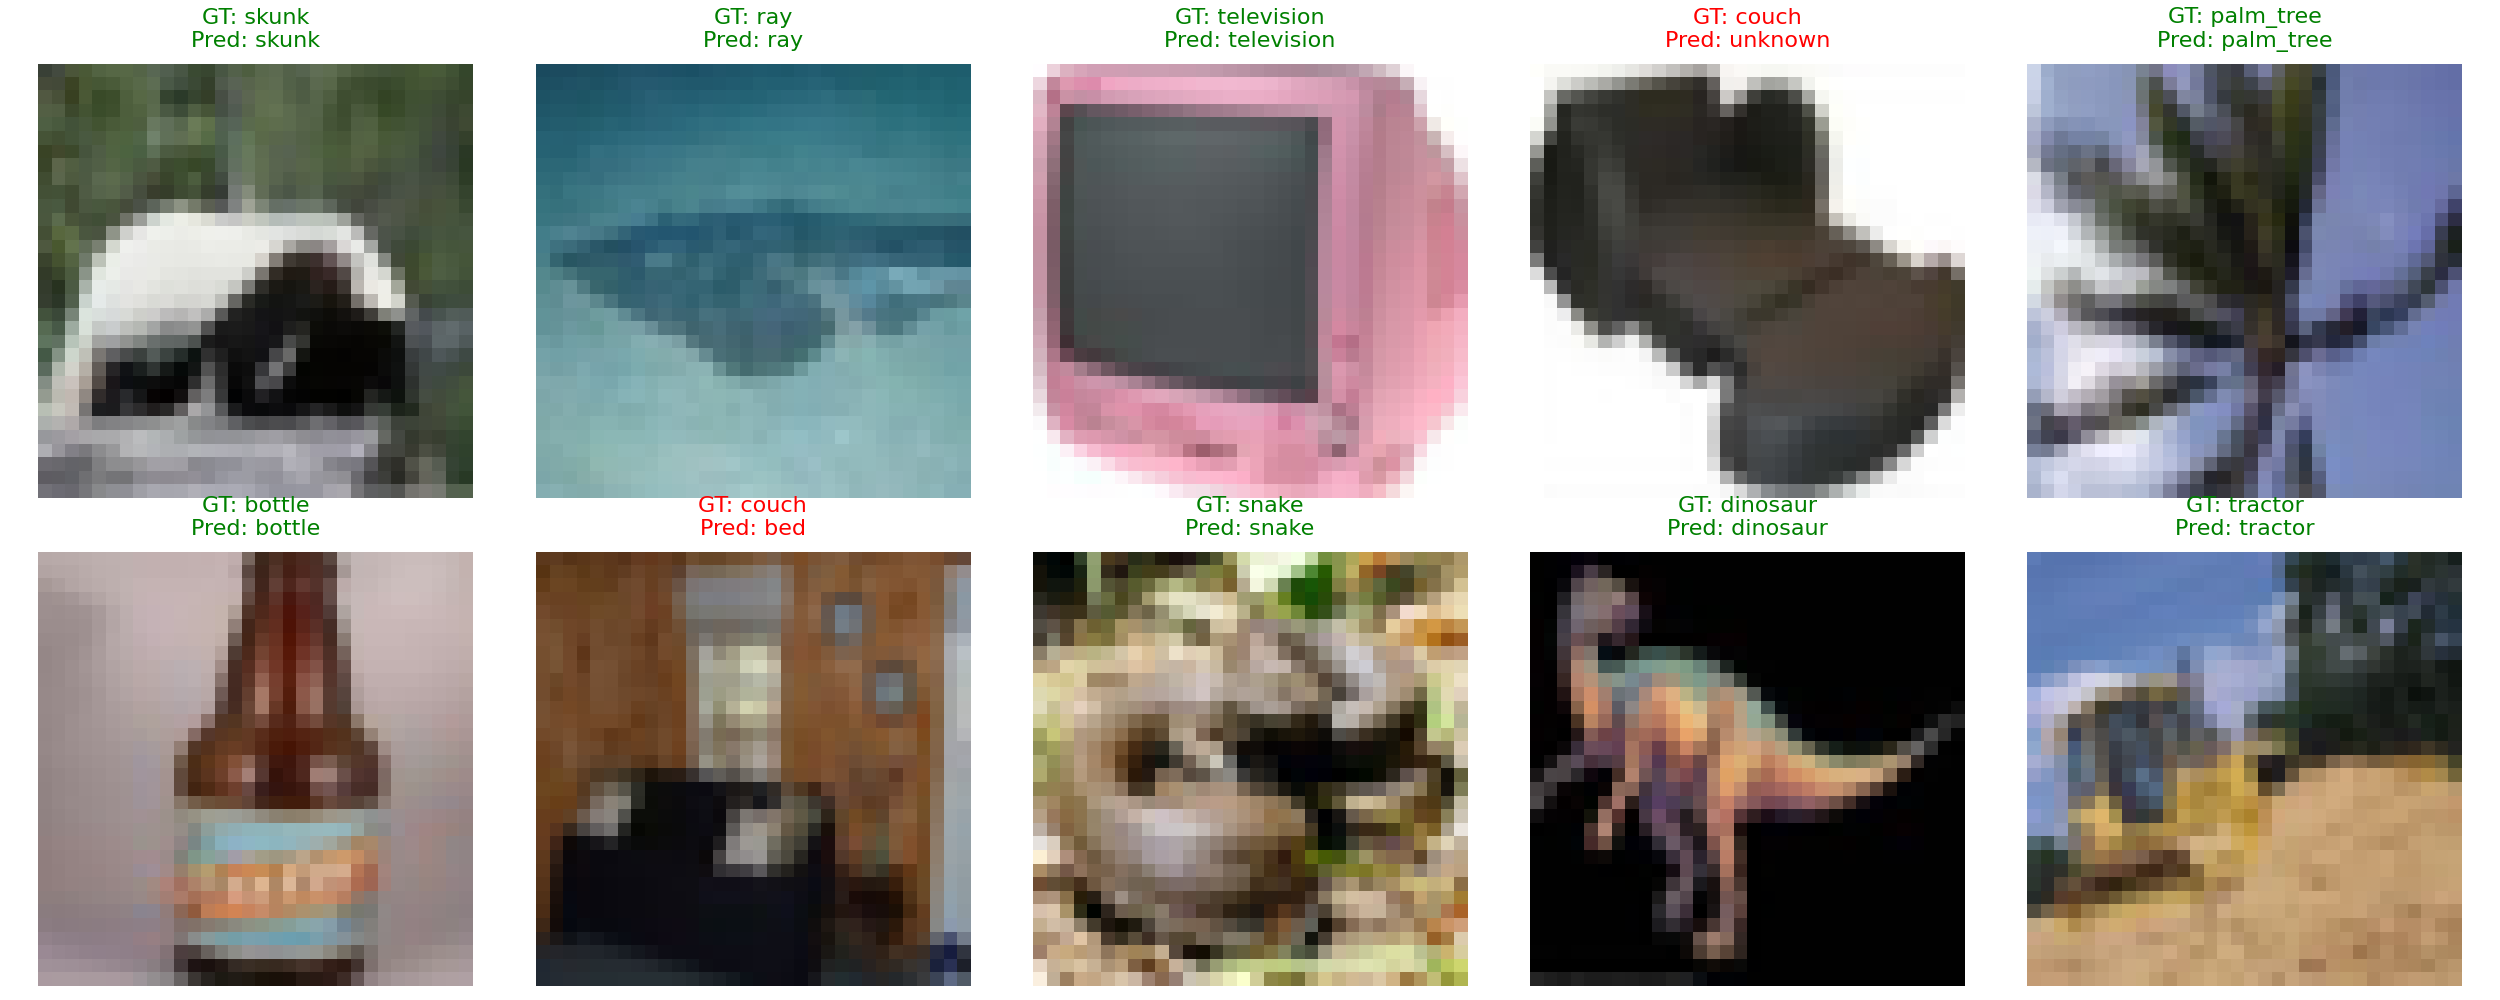 GT: skunk
Pred: skunk
GT: ray
Pred: ray
GT: television
Pred: television
GT: couch
Pred: unknown
GT: palm_tree
Pred: palm_tree
GT: bottle
Pred: bottle
GT: couch
Pred: bed
GT: snake
Pred: snake
GT: dinosaur
Pred: dinosaur
GT: tractor
Pred: tractor